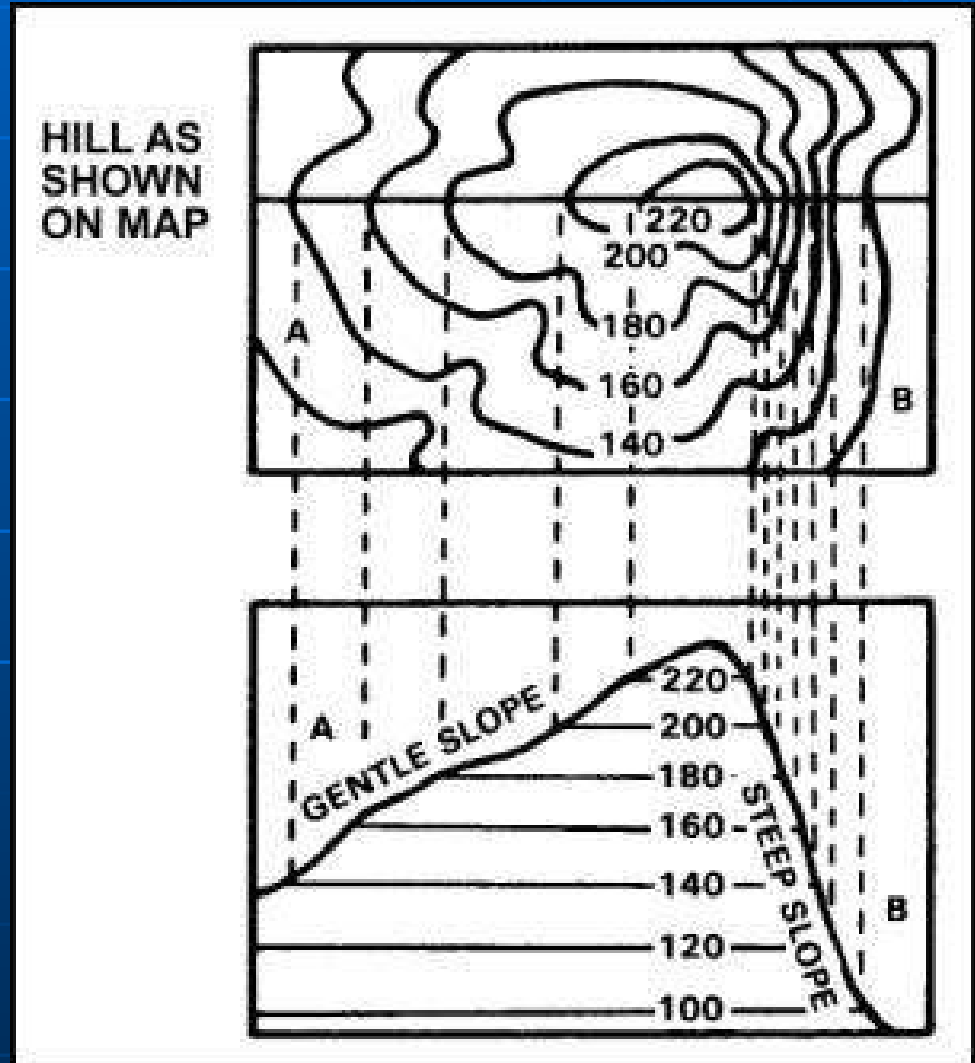 HILL AS
SHOWN
ON MAP
220
200
A
180
160
B
140
A
GENTLE SLOPE
220
200
180
160
140
STEEP SLOPE
B
120
100